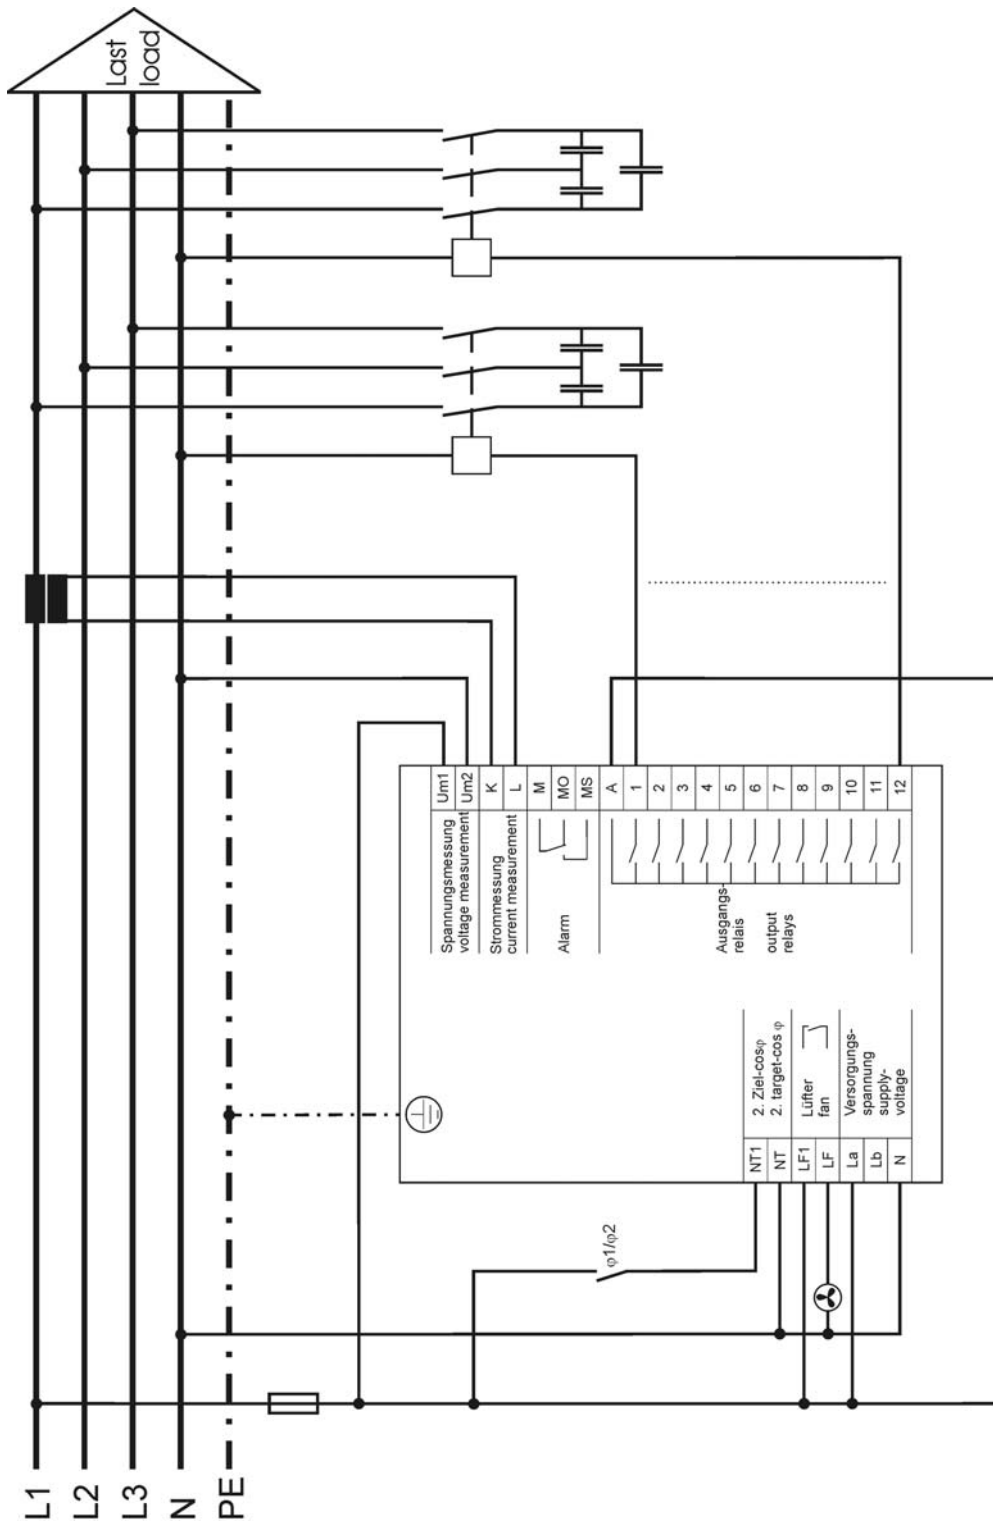 Last
load
L1
L2
L3
N
PE
Um1
Um2
K
L
M
MO
MS
A
1
2
3
4
5
6
7
8
9
10
11
12
Spannungsmessung
voltage measurement
Strommessung
current measurement
Alarm
Ausgangs-
relais
output
relays
2. Ziel-cosφ
2. target-cos φ
Lüfter
fan
Versorgungs-
spannung
supply-
voltage
NT1
NT
LF1
LF
La
Lb
N
φ1/φ2